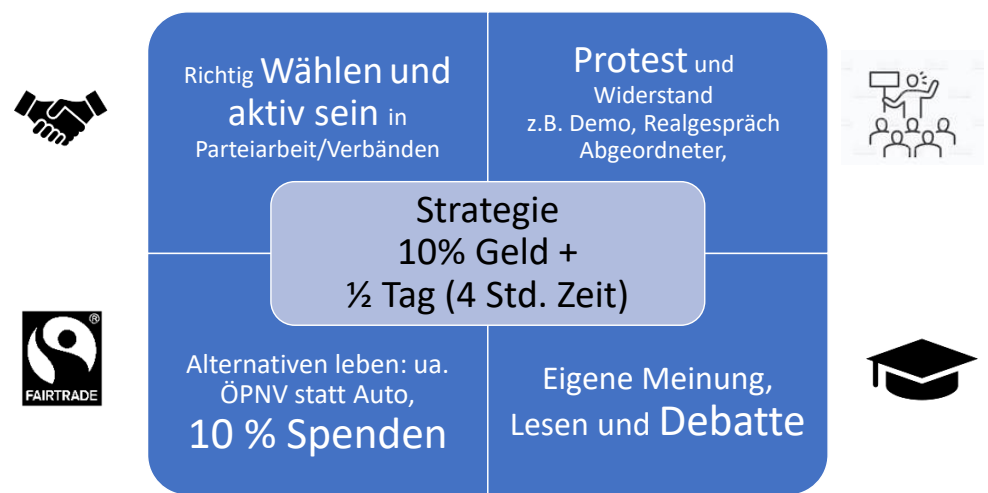 Richtig Wählen und
aktiv sein in
Parteiarbeit/Verbänden
Protest und
Widerstand
z.B. Demo, Realgespräch
Abgeordneter,
Strategie
10% Geld +
½ Tag (4 Std. Zeit)
Alternativen leben: ua.
ÖPNV statt Auto,
10 % Spenden
Eigene Meinung,
Lesen und Debatte
®
FAIRTRADE